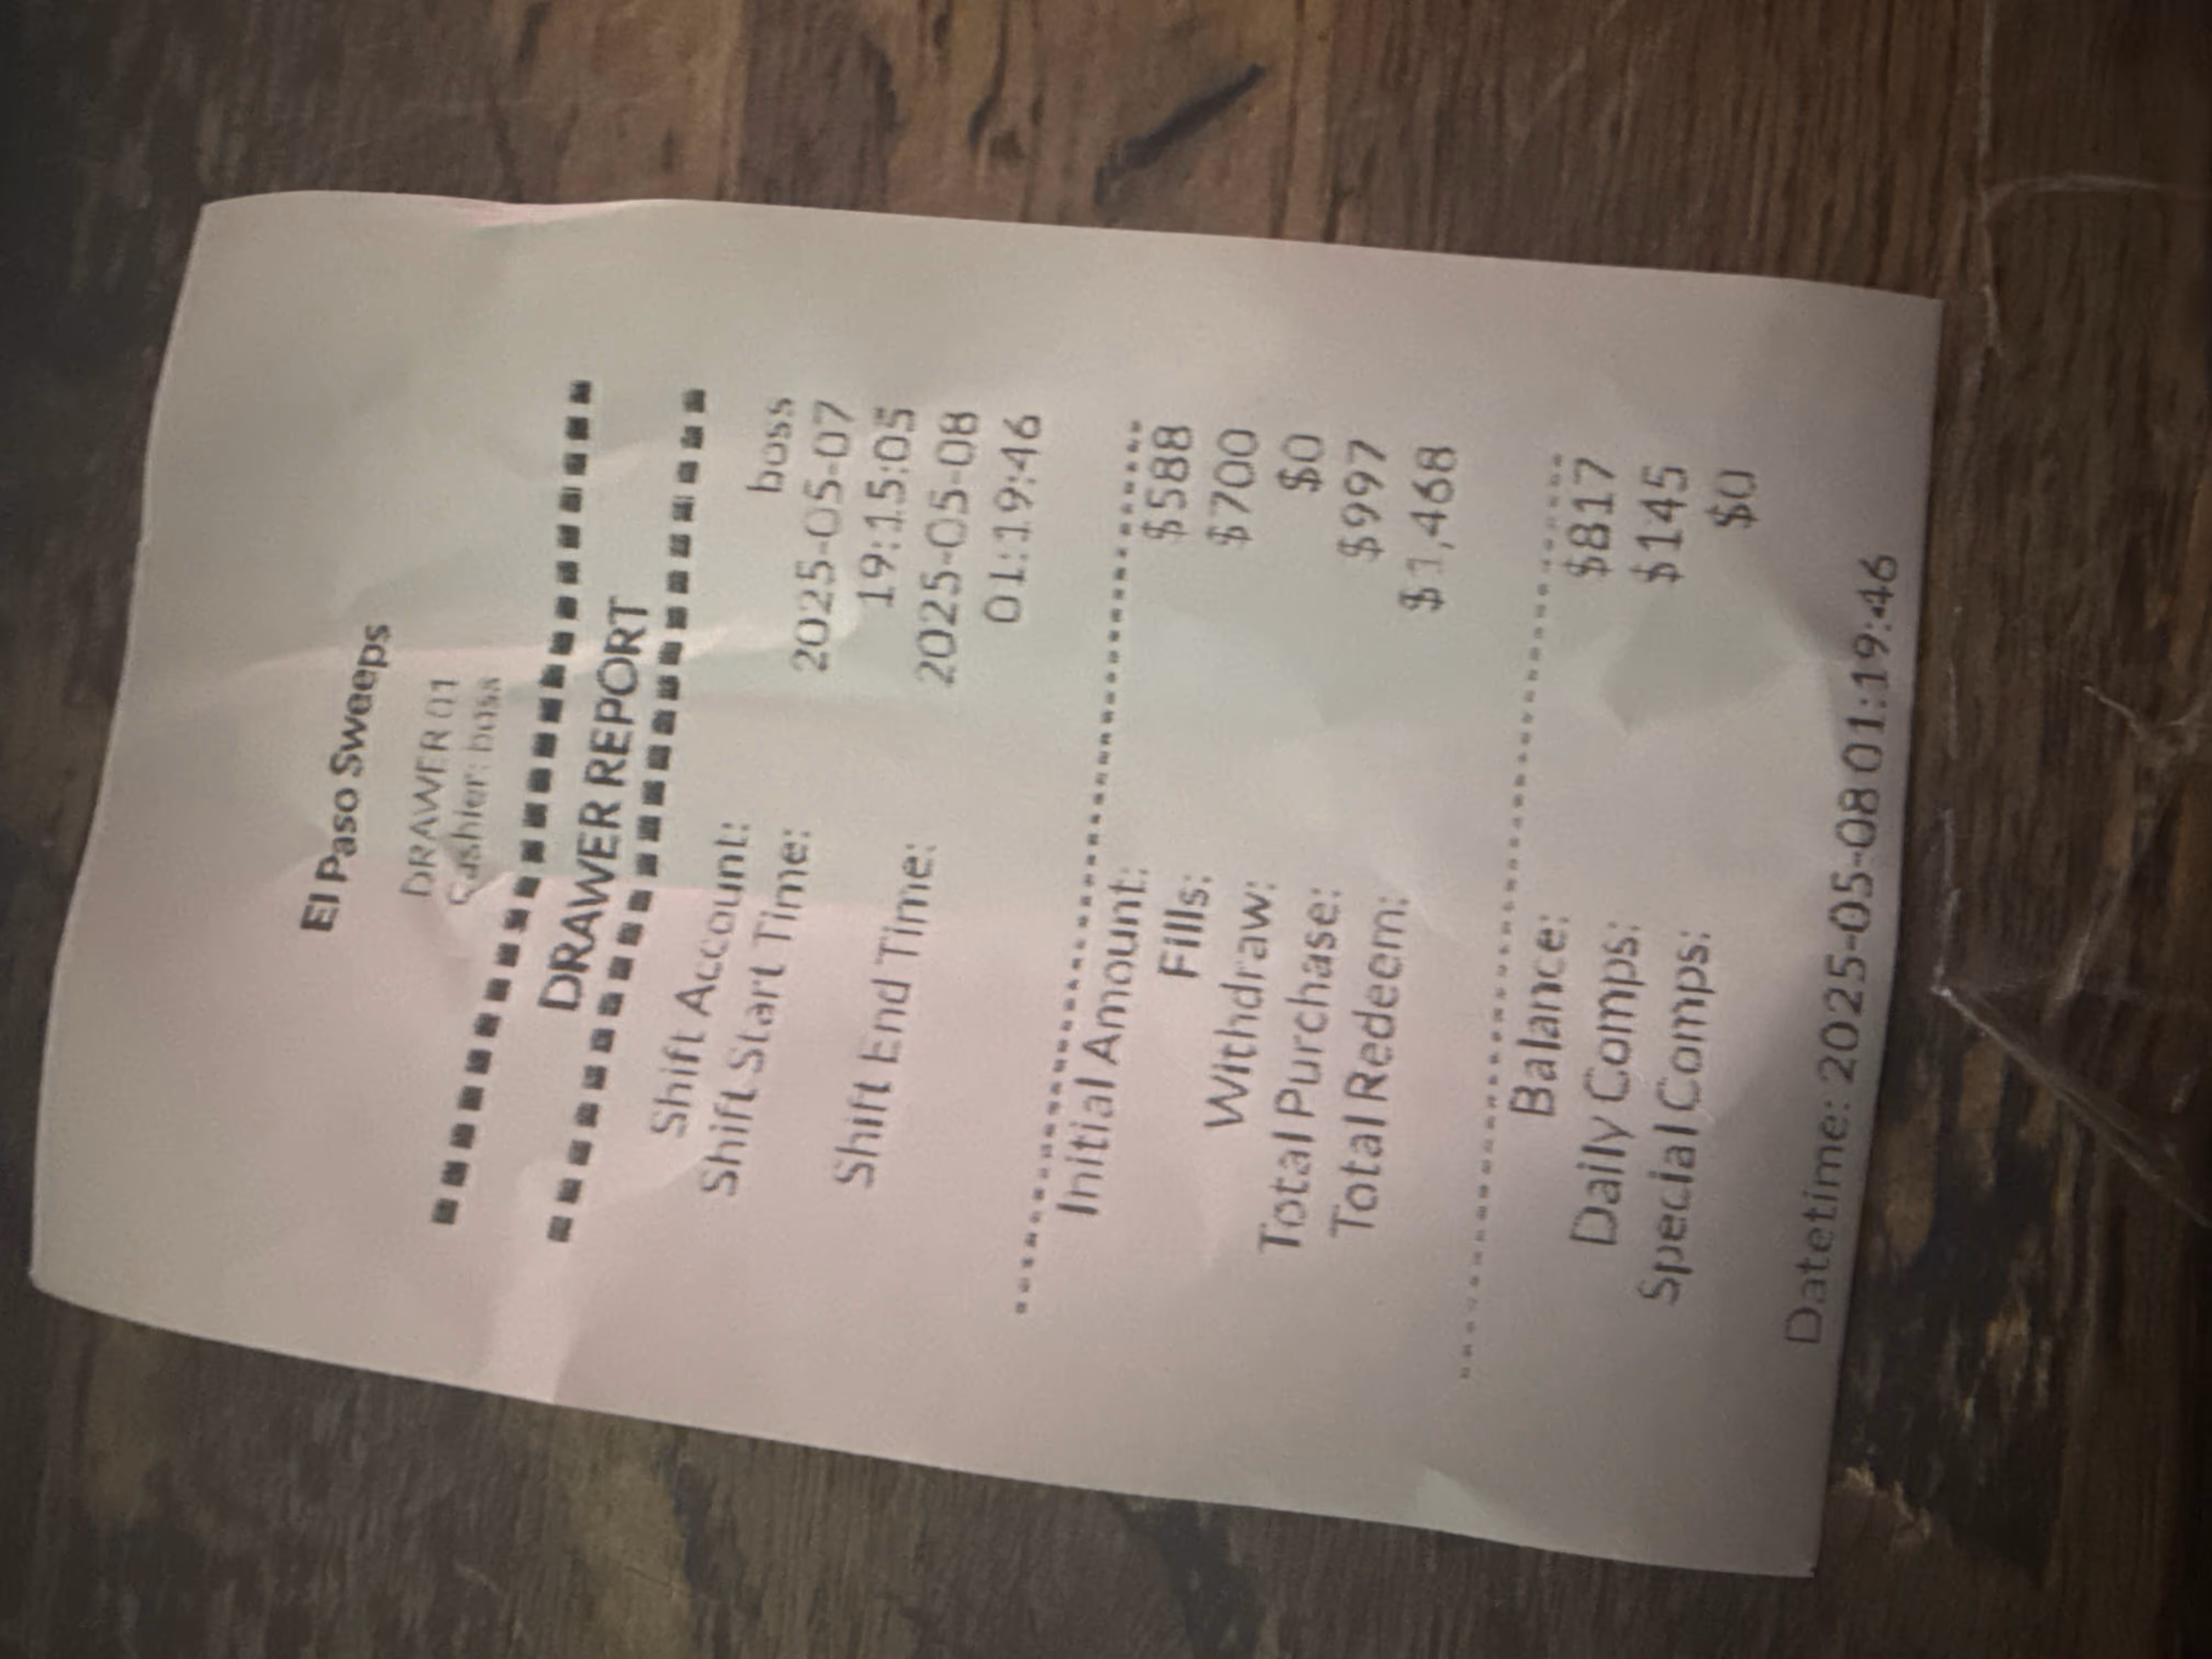 El Paso Sweeps
DRAWER 01
Cashier: boss
DRAWER REPORT
Shift Account: boss
Shift Start Time: 2025-05-07
19:15:05
Shift End Time: 2025-05-08
01:19:46
Initial Amount: $588
Fills: $700
Withdraw: $0
Total Purchase: $997
Total Redeem: $1,468
Balance: $817
Daily Comps: $145
Special Comps: $0
Datetime: 2025-05-08 01:19:46